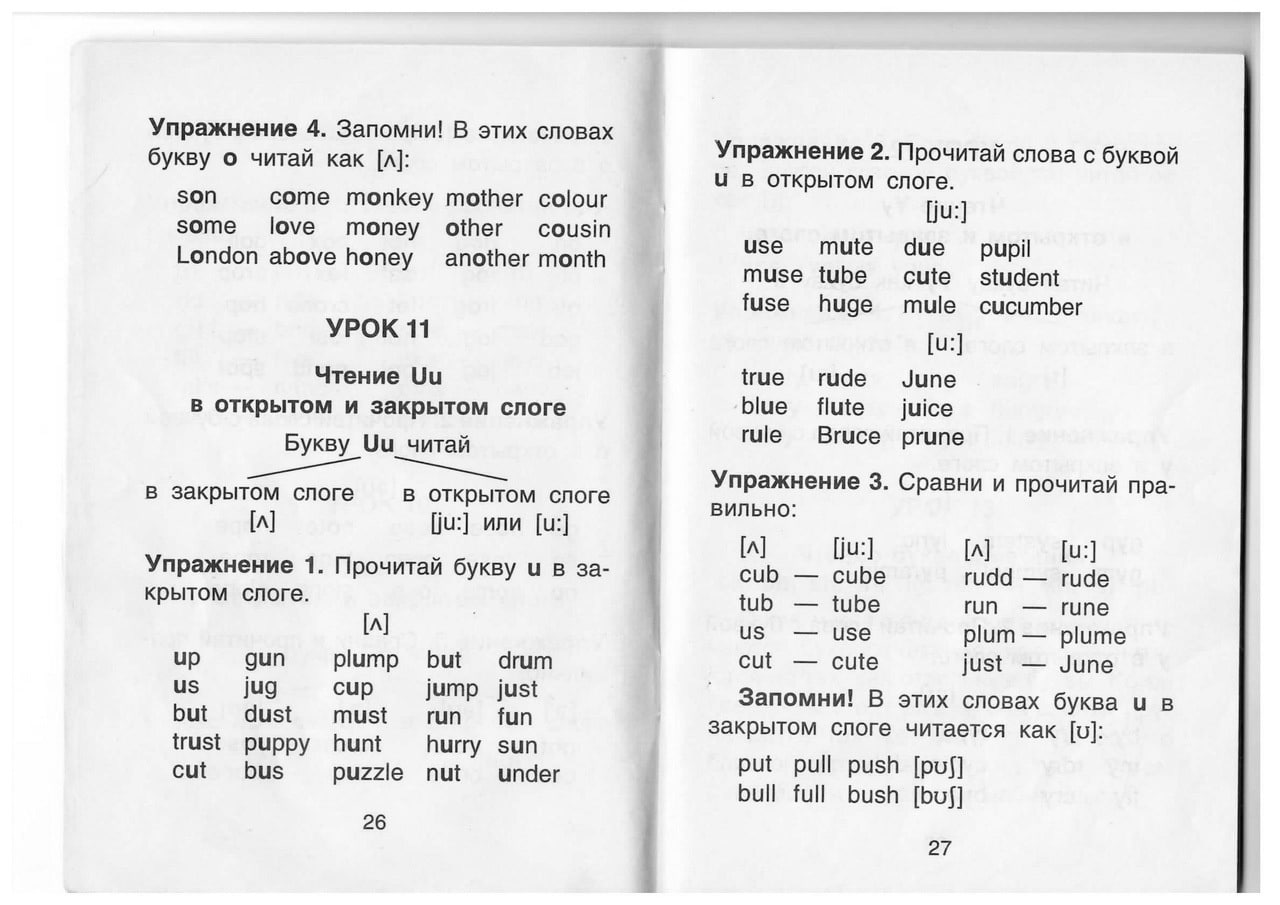 Упражнение 4. Запомни! В этих словах
букву о читай как [ʌ]:
son come monkey mother colour
some love money other cousin
London above honey another month
УРОК 11
Чтение Uu
в открытом и закрытом слоге
Букву Uu читай
в закрытом слоге в открытом слоге
[ʌ] [ju:] или [u:]
Упражнение 1. Прочитай букву u в за-
крытом слоге.
[ʌ]
up gun plump but drum
us jug cup jump just
but dust must run fun
trust puppy hunt hurry sun
cut bus puzzle nut under
26
Упражнение 2. Прочитай слова с буквой
u в открытом слоге.
[ju:]
use mute due pupil
muse tube cute student
fuse huge mule cucumber
[u:]
true rude June
blue flute juice
rule Bruce prune
Упражнение 3. Сравни и прочитай пра-
вильно:
[ʌ] [ju:] [ʌ] [u:]
cub — cube rudd — rude
tub — tube run — rune
us — use plum — plume
cut — cute just — June
Запомни! В этих словах буква u в
закрытом слоге читается как [ʊ]:
put pull push [pʊʃ]
bull full bush [bʊʃ]
27